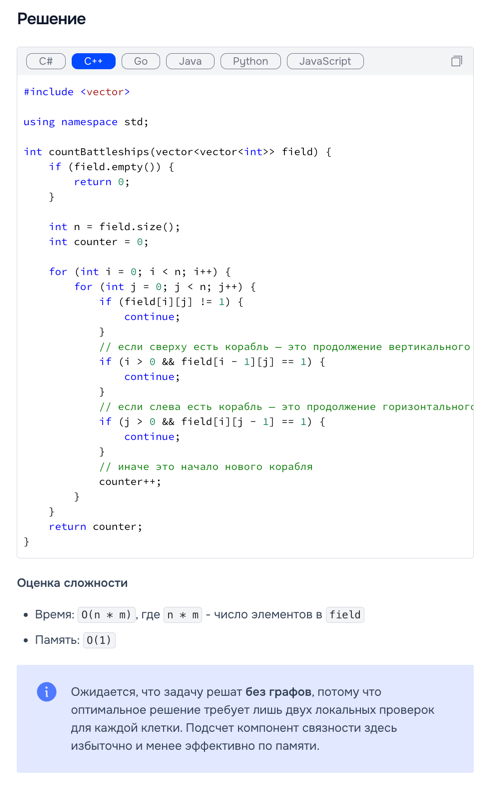 Решение
C# C++ Go Java Python JavaScript
#include <vector>
using namespace std;
int countBattleships(vector<vector<int>> field) {
    if (field.empty()) {
        return 0;
    }
    int n = field.size();
    int counter = 0;
    for (int i = 0; i < n; i++) {
        for (int j = 0; j < n; j++) {
            if (field[i][j] != 1) {
                continue;
            }
            // если сверху есть корабль — это продолжение вертикального
            if (i > 0 && field[i - 1][j] == 1) {
                continue;
            }
            // если слева есть корабль — это продолжение горизонтального
            if (j > 0 && field[i][j - 1] == 1) {
                continue;
            }
            // иначе это начало нового корабля
            counter++;
        }
    }
    return counter;
}
Оценка сложности
• Время: O(n * m), где n * m - число элементов в field
• Память: O(1)
Ожидается, что задачу решат без графов, потому что
оптимальное решение требует лишь двух локальных проверок
для каждой клетки. Подсчет компонент связности здесь
избыточно и менее эффективно по памяти.